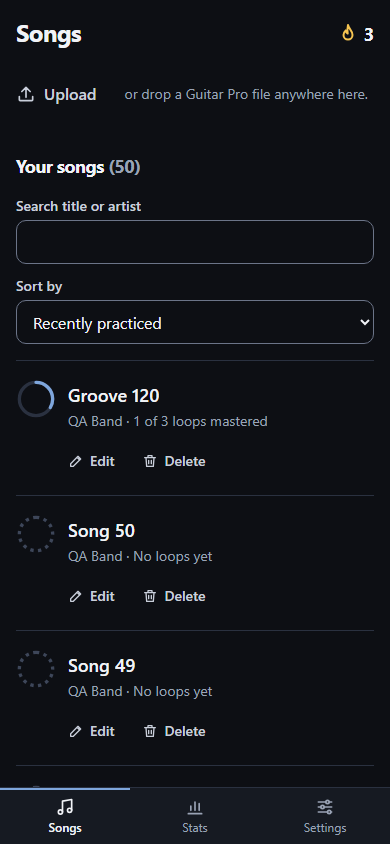 Songs
3
Upload
or drop a Guitar Pro file anywhere here.
Your songs (50)
Search title or artist
Sort by
Recently practiced
Groove 120
QA Band · 1 of 3 loops mastered
Edit
Delete
Song 50
QA Band · No loops yet
Edit
Delete
Song 49
QA Band · No loops yet
Edit
Delete
Songs
Stats
Settings